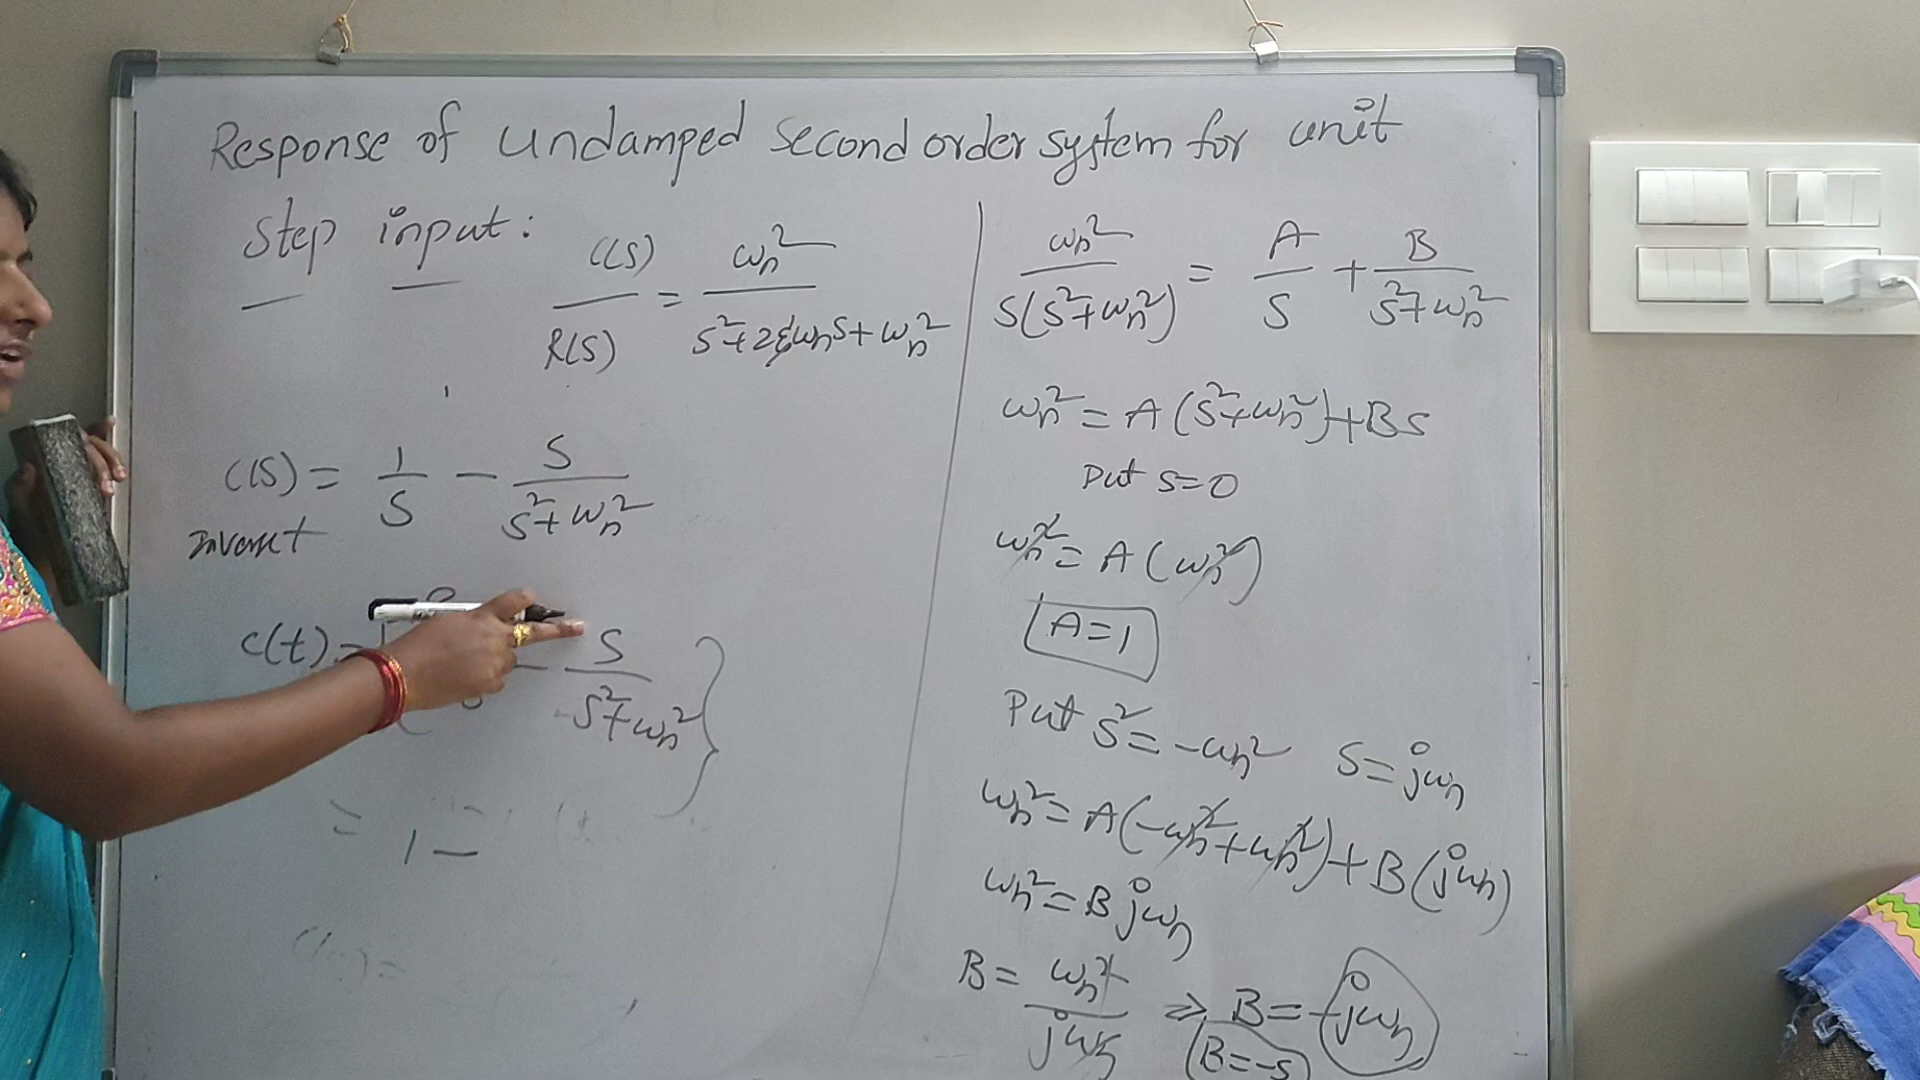 Response of undamped second order system for unit
step input:
C(S)/R(S) = ωn²/(S²+2ξωnS+ωn²)
C(S) = 1/S - S/(S²+ωn²)
c(t) = - S/(S²+ωn²)}
= 1 -
ωn²/(S(S²+ωn²)) = A/S + B/(S²+ωn²)
ωn² = A(S²+ωn²)+BS
Put S=0
ωn² = A(ωn²)
A=1
Put S² = -ωn² S=jωn
ωn² = A(-ωn²+ωn²)+B(jωn)
ωn² = Bjωn
B = ωn²/jωn ⇒ B = -jωn
B=-S